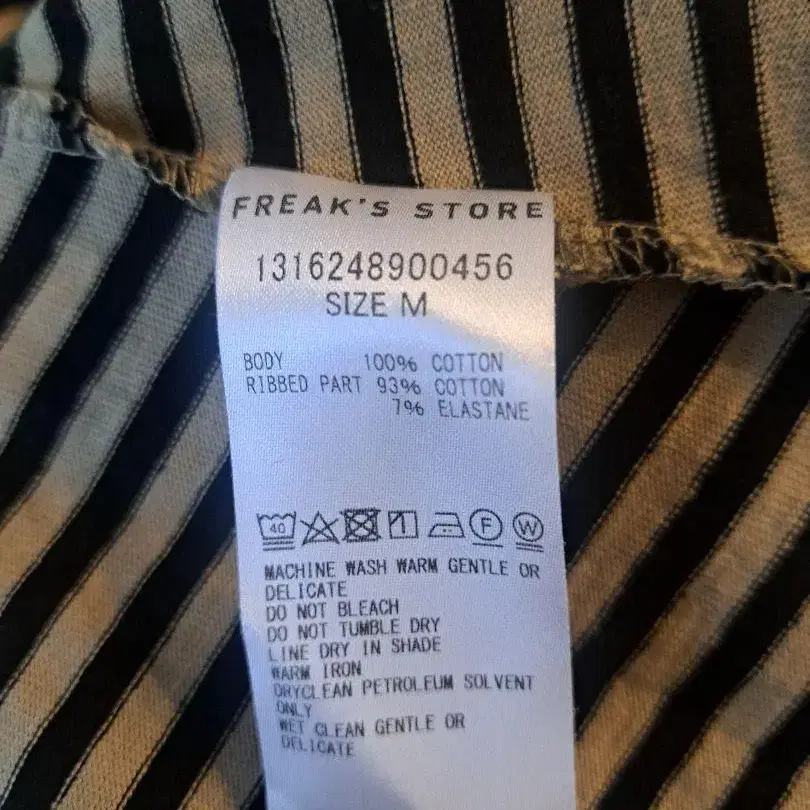 FREAK'S STORE
1316248900456
SIZE M
BODY 100% COTTON
RIBBED PART 93% COTTON
7% ELASTANE
40 F W
MACHINE WASH WARM GENTLE OR
DELICATE
DO NOT BLEACH
DO NOT TUMBLE DRY
LINE DRY IN SHADE
WARM IRON
DRYCLEAN PETROLEUM SOLVENT
ONLY
WET CLEAN GENTLE OR
DELICATE